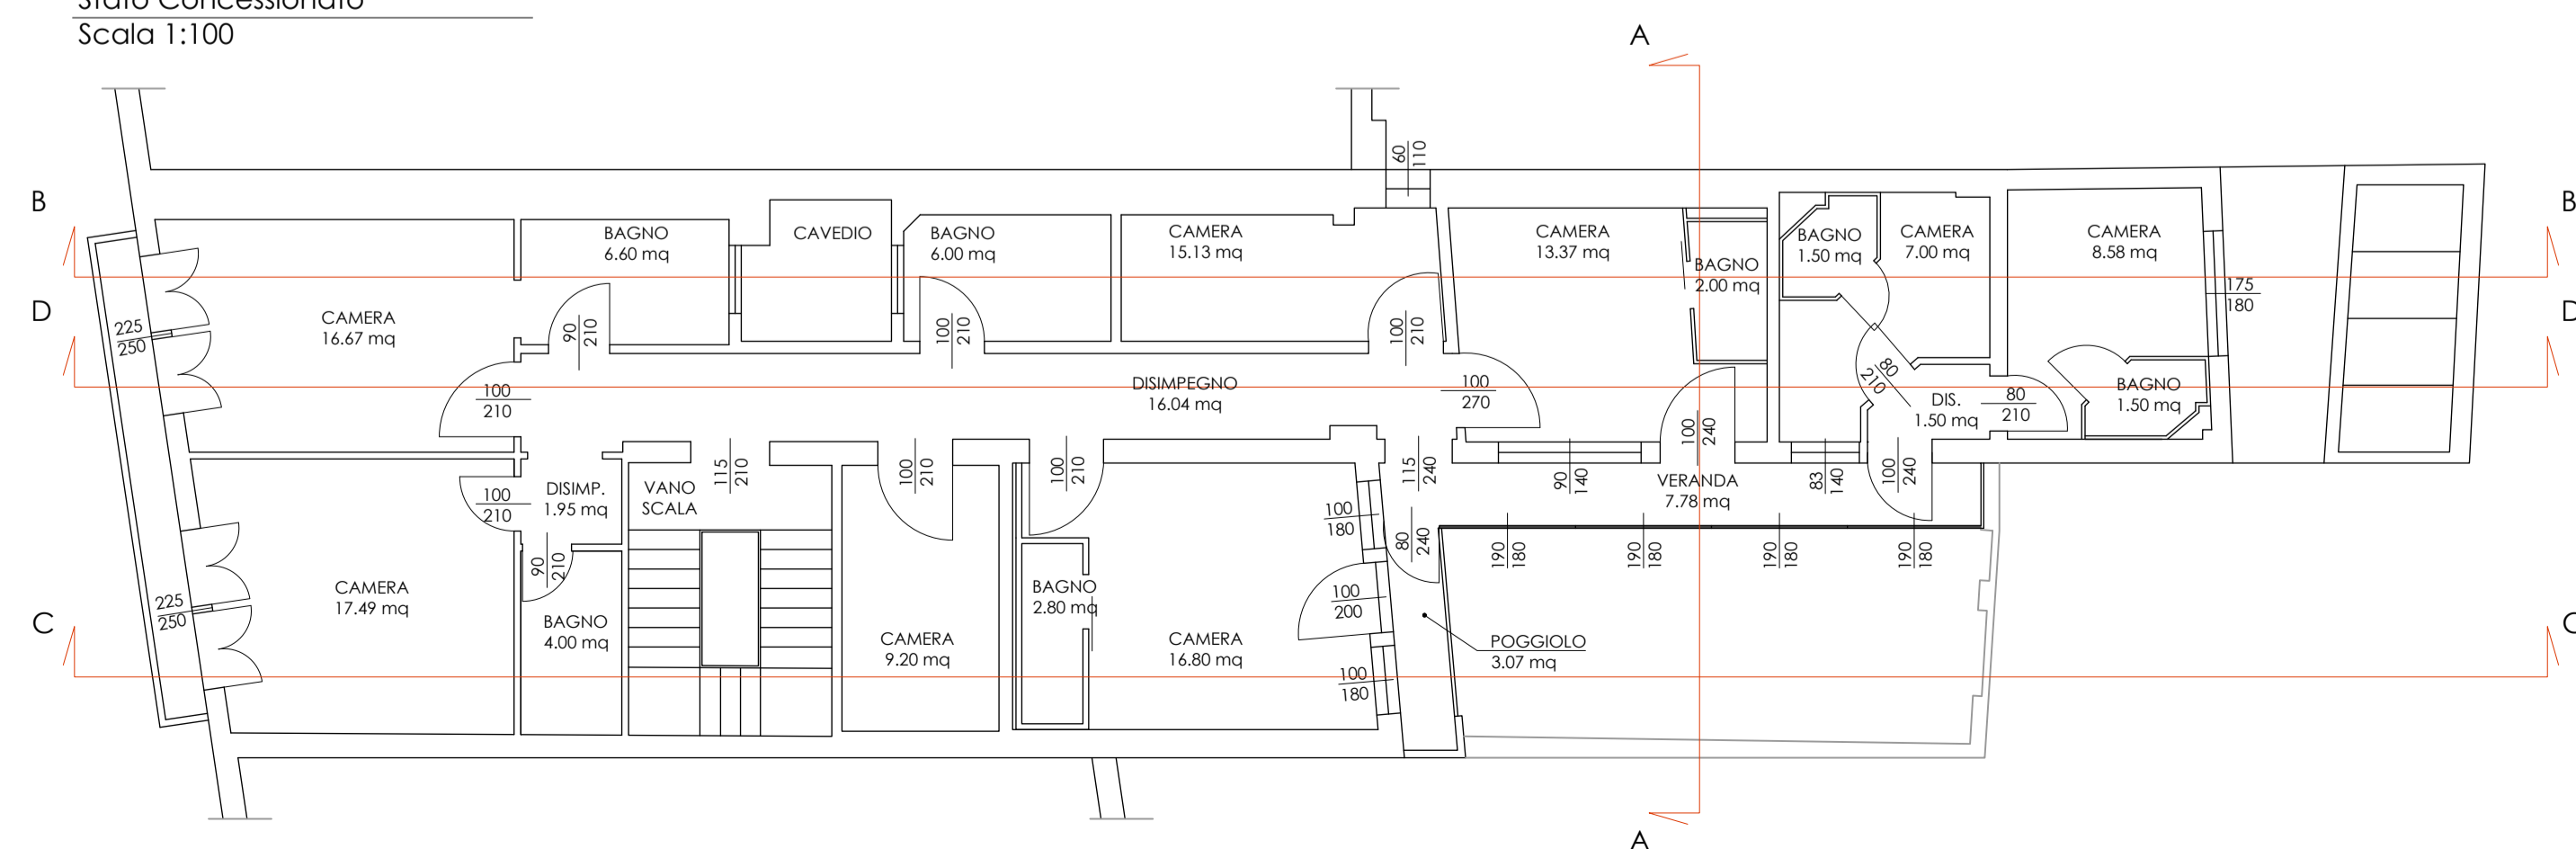 Stato Concessionato
Scala 1:100
A
B
B
D
D
C
C
A
60
110
BAGNO
6.60 mq
CAVEDIO
BAGNO
6.00 mq
CAMERA
15.13 mq
CAMERA
13.37 mq
BAGNO
2.00 mq
BAGNO
1.50 mq
CAMERA
7.00 mq
CAMERA
8.58 mq
175
180
CAMERA
16.67 mq
225
250
90
210
100
210
100
210
100
210
DISIMPEGNO
16.04 mq
100
270
100
240
80
210
DIS.
1.50 mq
80
210
BAGNO
1.50 mq
100
210
DISIMP.
1.95 mq
VANO
SCALA
115
210
100
210
100
210
115
240
90
140
VERANDA
7.78 mq
83
140
100
240
100
180
80
240
190
180
190
180
190
180
190
180
90
210
CAMERA
17.49 mq
225
250
BAGNO
4.00 mq
CAMERA
9.20 mq
BAGNO
2.80 mq
CAMERA
16.80 mq
100
200
100
180
POGGIOLO
3.07 mq